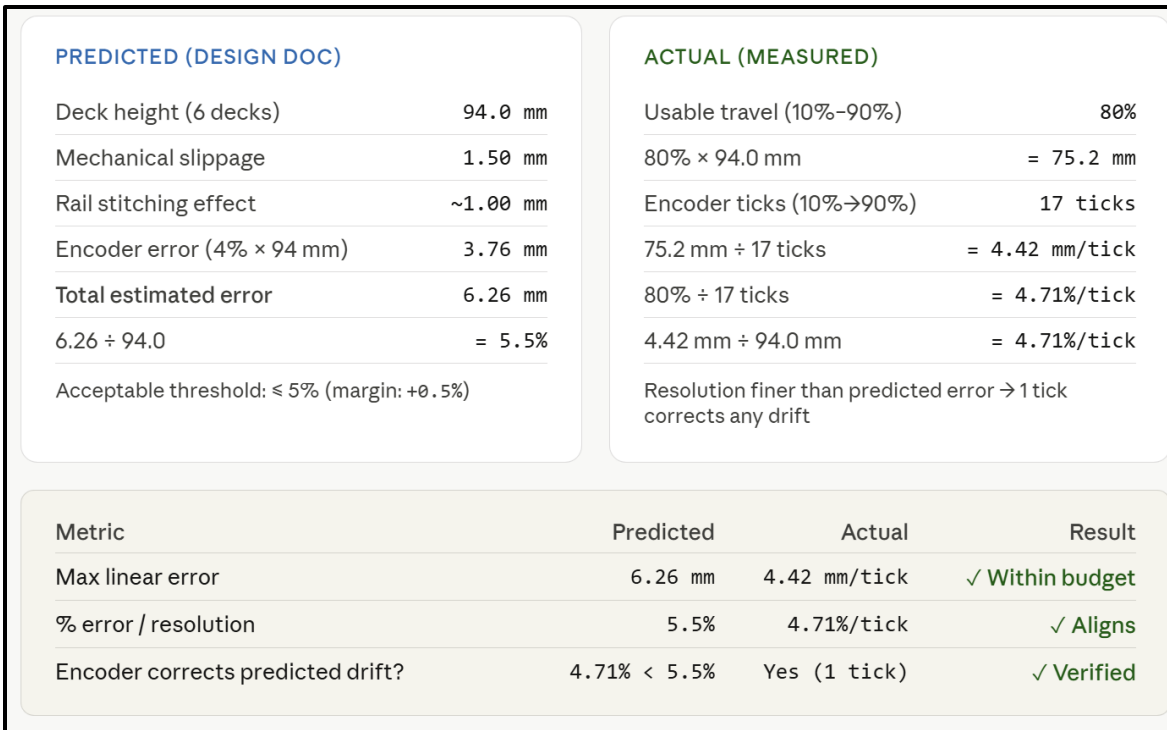 PREDICTED (DESIGN DOC)
Deck height (6 decks) 94.0 mm
Mechanical slippage 1.50 mm
Rail stitching effect ~1.00 mm
Encoder error (4% × 94 mm) 3.76 mm
Total estimated error 6.26 mm
6.26 ÷ 94.0 = 5.5%
Acceptable threshold: ≤ 5% (margin: +0.5%)
ACTUAL (MEASURED)
Usable travel (10%–90%) 80%
80% × 94.0 mm = 75.2 mm
Encoder ticks (10%→90%) 17 ticks
75.2 mm ÷ 17 ticks = 4.42 mm/tick
80% ÷ 17 ticks = 4.71%/tick
4.42 mm ÷ 94.0 mm = 4.71%/tick
Resolution finer than predicted error → 1 tick
corrects any drift
Metric Predicted Actual Result
Max linear error 6.26 mm 4.42 mm/tick ✓ Within budget
% error / resolution 5.5% 4.71%/tick ✓ Aligns
Encoder corrects predicted drift? 4.71% < 5.5% Yes (1 tick) ✓ Verified